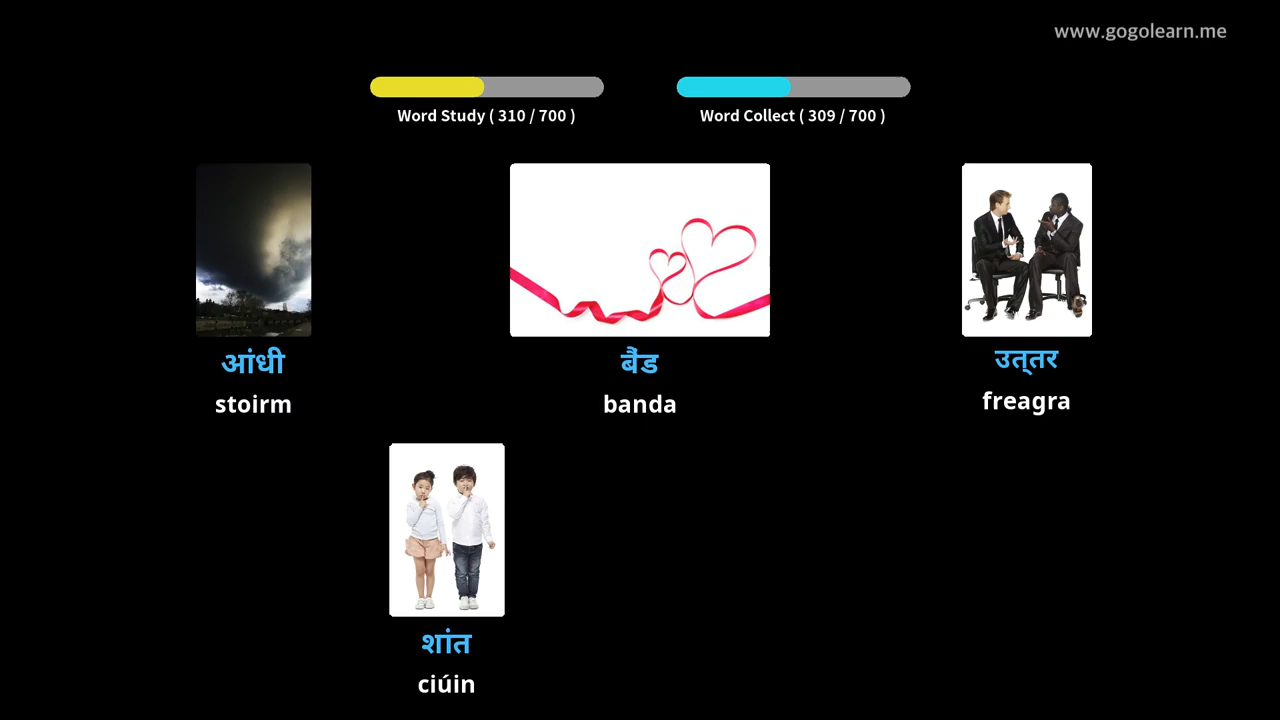 www.gogolearn.me
Word Study ( 310 / 700 )
Word Collect ( 309 / 700 )
आंधी
stoirm
बैंड
banda
उत्तर
freagra
शांत
ciúin